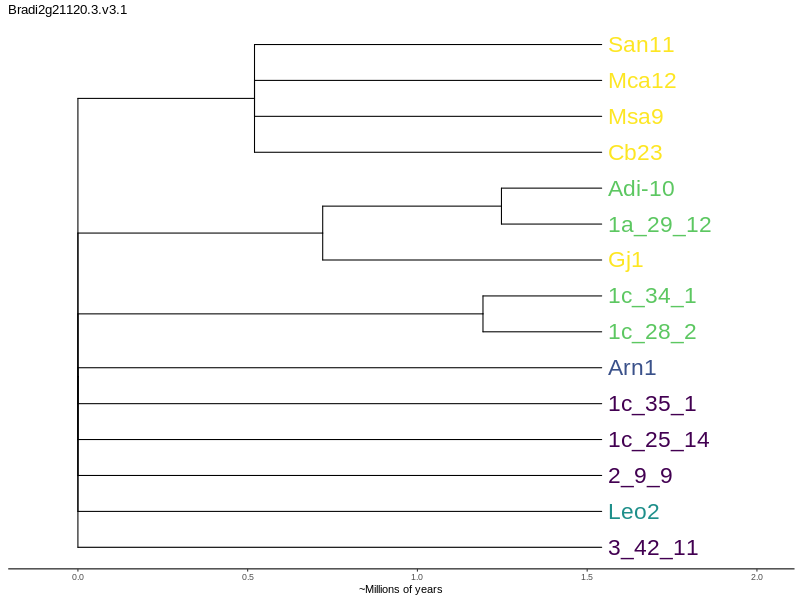 Bradi2g21120.3.v3.1
San11
Mca12
Msa9
Cb23
Adi-10
1a_29_12
Gj1
1c_34_1
1c_28_2
Arn1
1c_35_1
1c_25_14
2_9_9
Leo2
3_42_11
0.0 0.5 1.0 1.5 2.0
~Millions of years